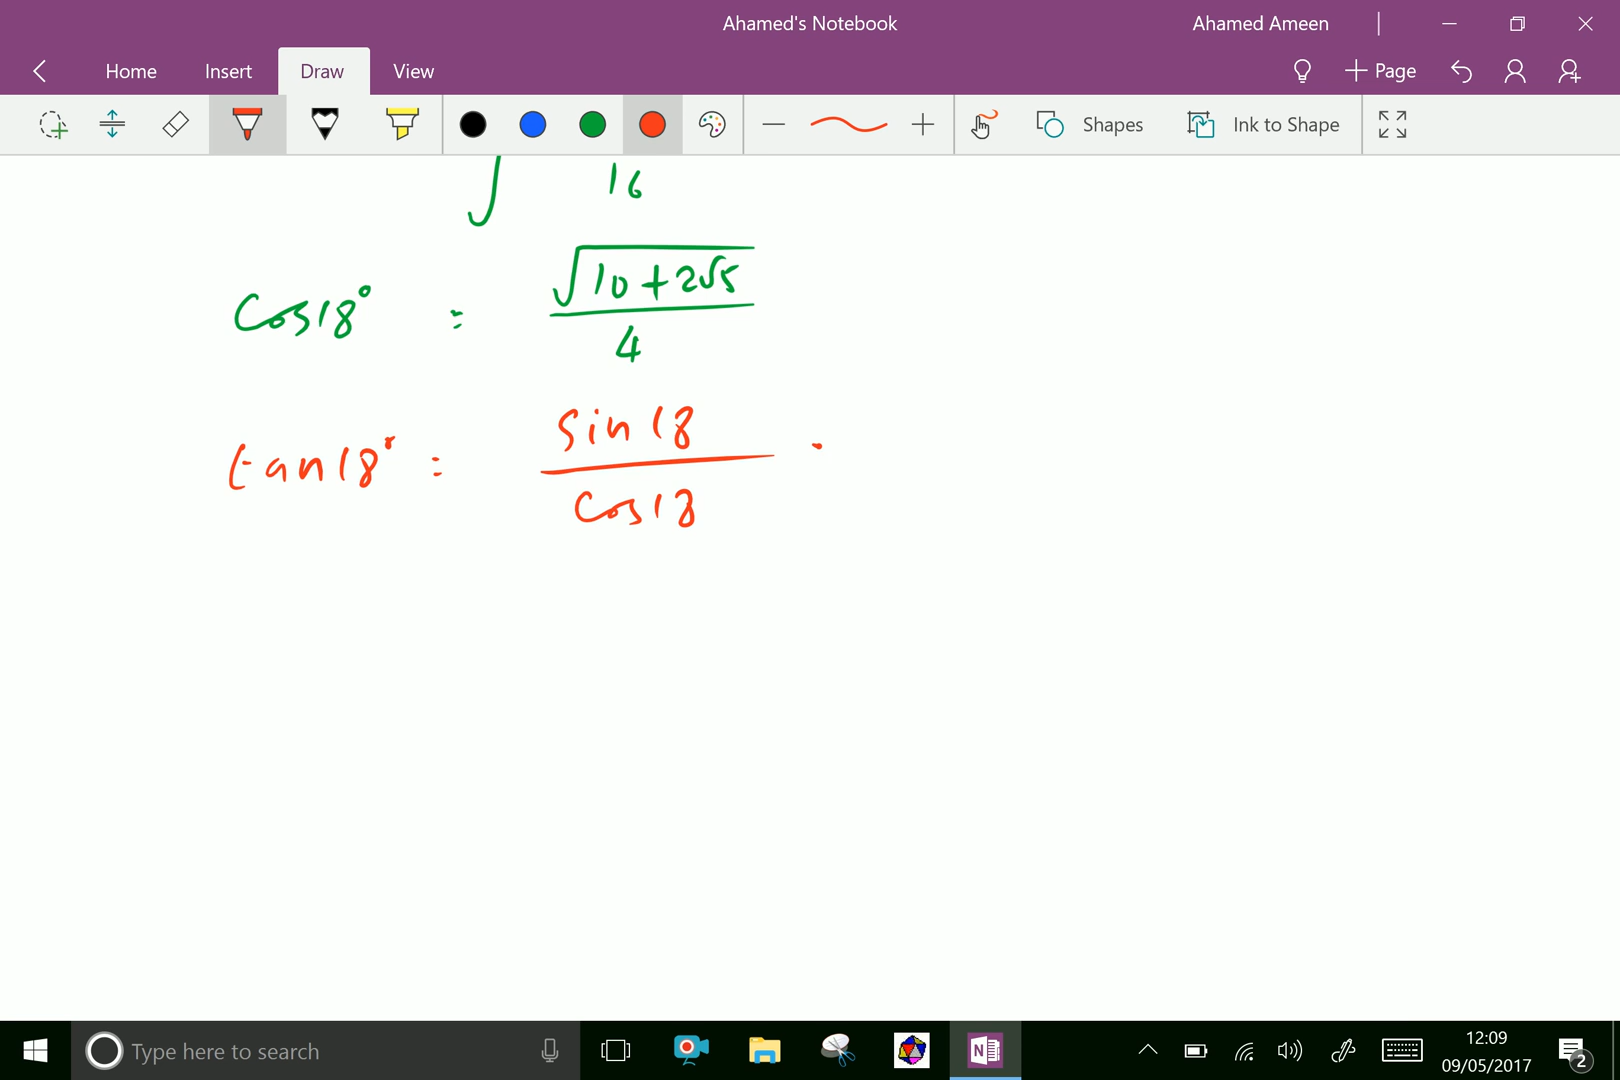 Ahamed's Notebook Ahamed Ameen
Home Insert Draw View Page
Shapes Ink to Shape
16
Cos18° = √10+2√5 / 4
tan18° = sin18 / Cos18
Type here to search 12:09
09/05/2017 2